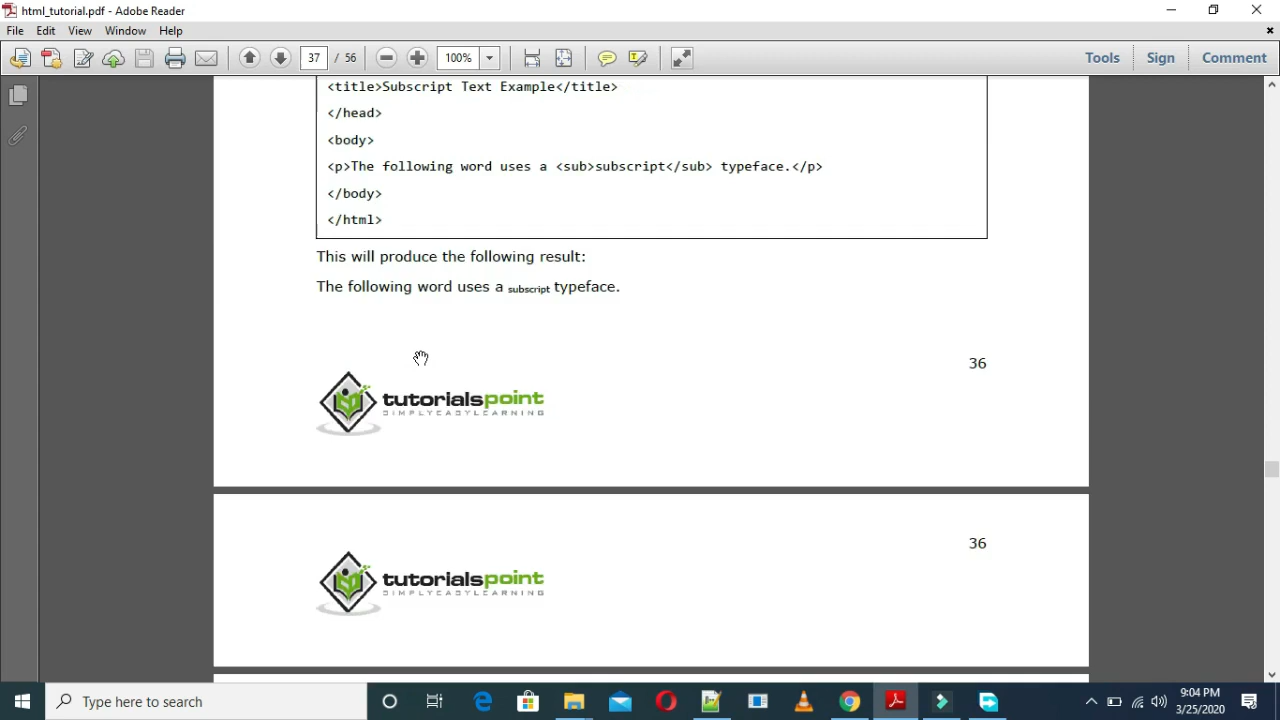 html_tutorial.pdf - Adobe Reader
File Edit View Window Help
37 / 56 100% Tools Sign Comment
<title>Subscript Text Example</title>
</head>
<body>
<p>The following word uses a <sub>subscript</sub> typeface.</p>
</body>
</html>
This will produce the following result:
The following word uses a subscript typeface.
36
tutorialspoint
SIMPLYEASYLEARNING
36
tutorialspoint
SIMPLYEASYLEARNING
Type here to search
9:04 PM
3/25/2020